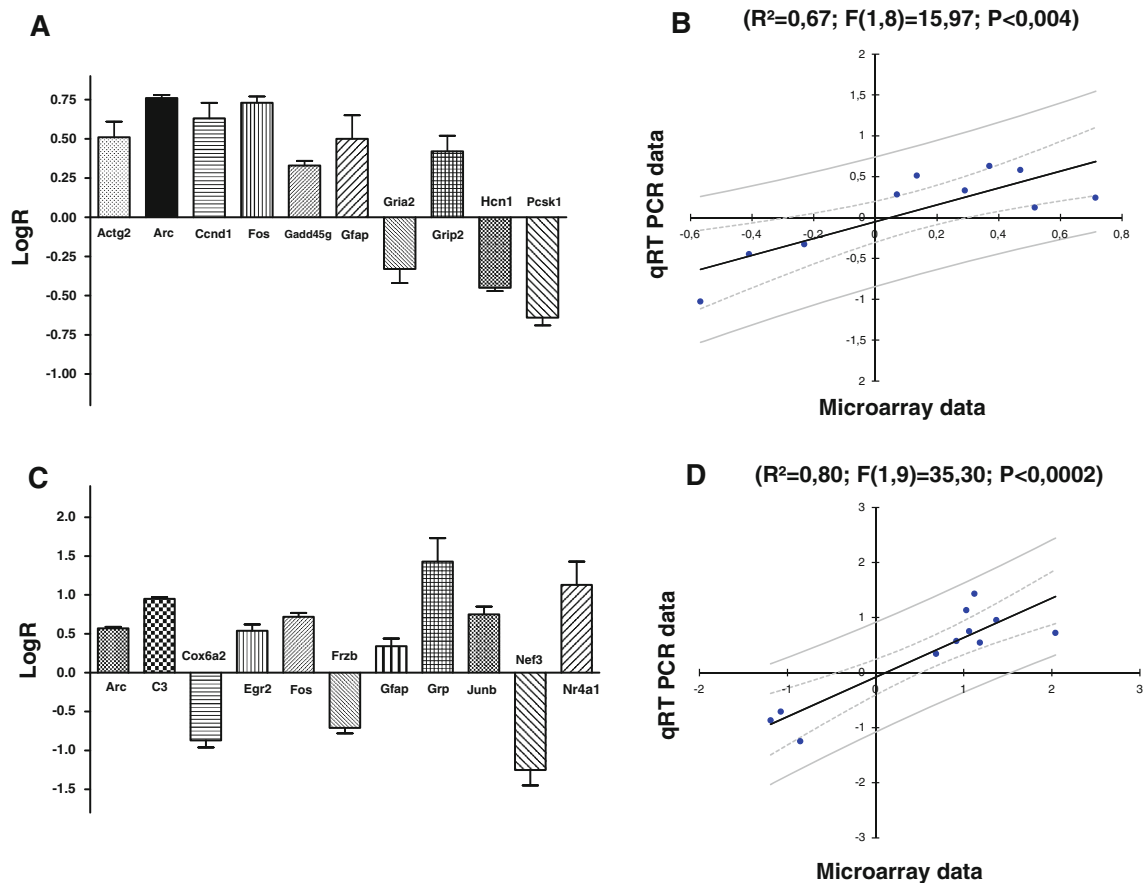 A
LogR
0.75
0.50
0.25
0.00
-0.25
-0.50
-0.75
-1.00
Actg2
Arc
Ccnd1
Fos
Gadd45g
Gfap
Gria2
Grip2
Hcn1
Pcsk1
B
(R²=0,67; F(1,8)=15,97; P<0,004)
qRT PCR data
2
1,5
1
0,5
0
-0,5
-1
-1,5
2
-0,6
-0,4
-0,2
0
0,2
0,4
0,6
0,8
Microarray data
C
LogR
2.0
1.5
1.0
0.5
0.0
-0.5
-1.0
-1.5
Arc
C3
Cox6a2
Egr2
Fos
Frzb
Gfap
Grp
Junb
Nef3
Nr4a1
D
(R²=0,80; F(1,9)=35,30; P<0,0002)
qRT PCR data
3
2
1
0
-1
-2
-3
-2
-1
0
1
2
3
Microarray data